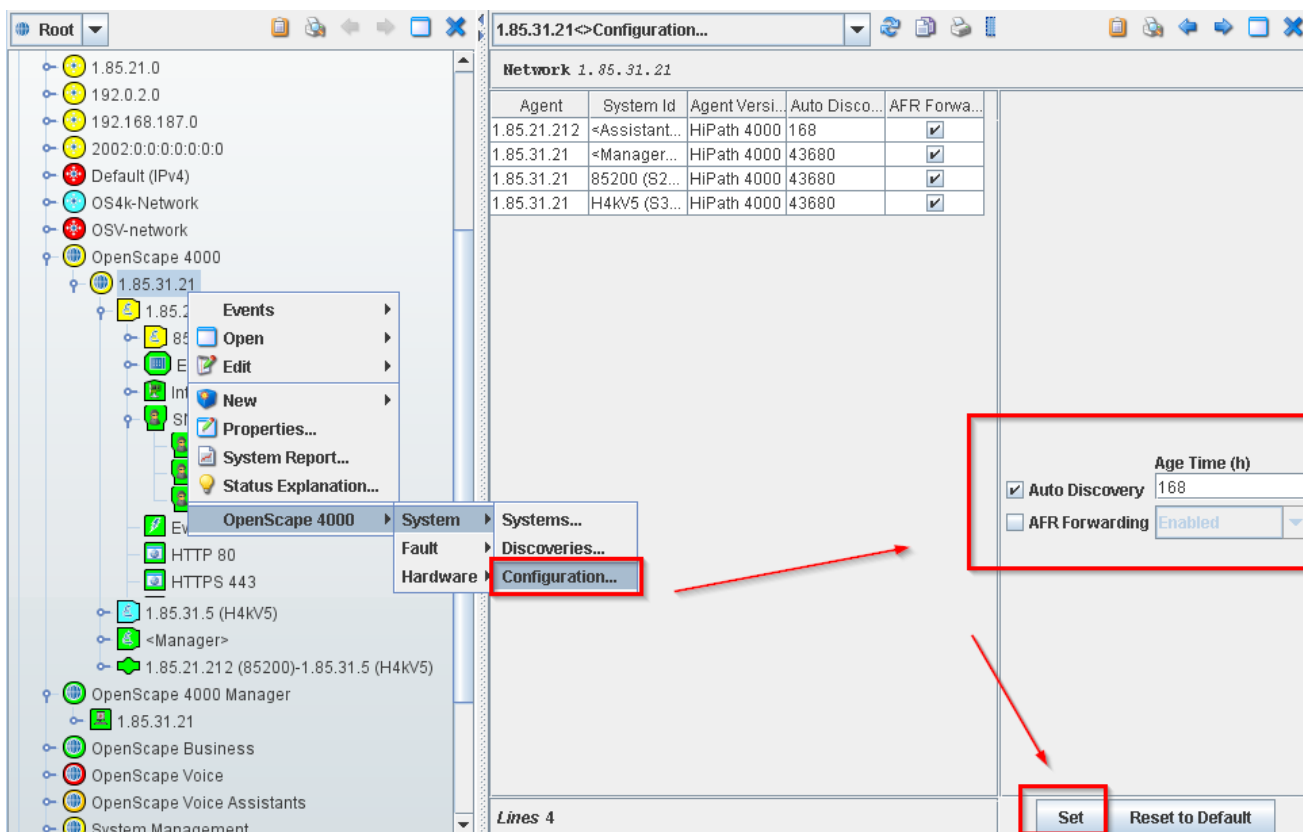 Root
1.85.21.0
192.0.2.0
192.168.187.0
2002:0:0:0:0:0:0:0
Default (IPv4)
OS4k-Network
OSV-network
OpenScape 4000
1.85.31.21
1.85.2
85
E
Int
SN
Ev
HTTP 80
HTTPS 443
1.85.31.5 (H4kV5)
<Manager>
1.85.21.212 (85200)-1.85.31.5 (H4kV5)
OpenScape 4000 Manager
1.85.31.21
OpenScape Business
OpenScape Voice
OpenScape Voice Assistants
System Management
Events
Open
Edit
New
Properties...
System Report...
Status Explanation...
OpenScape 4000
System
Fault
Hardware
Systems...
Discoveries...
Configuration...
1.85.31.21<>Configuration...
Network 1.85.31.21
Agent System Id Agent Versi... Auto Disco... AFR Forwa...
1.85.21.212 <Assistant... HiPath 4000 168
1.85.31.21 <Manager... HiPath 4000 43680
1.85.31.21 85200 (S2... HiPath 4000 43680
1.85.31.21 H4kV5 (S3... HiPath 4000 43680
Age Time (h)
Auto Discovery 168
AFR Forwarding Enabled
Lines 4
Set Reset to Default